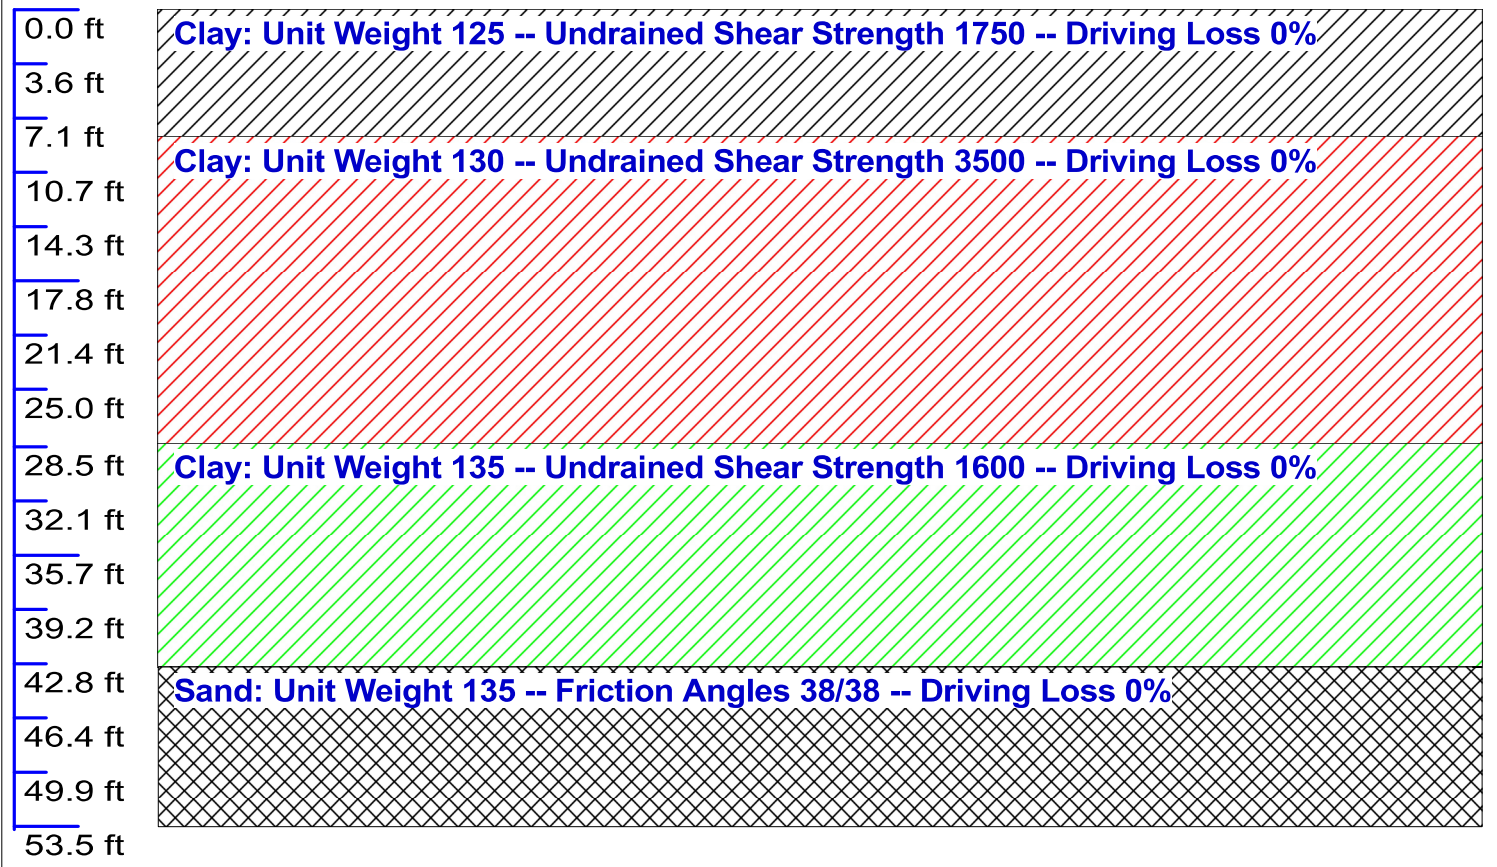 0.0 ft
Clay: Unit Weight 125 -- Undrained Shear Strength 1750 -- Driving Loss 0%
3.6 ft
7.1 ft
Clay: Unit Weight 130 -- Undrained Shear Strength 3500 -- Driving Loss 0%
10.7 ft
14.3 ft
17.8 ft
21.4 ft
25.0 ft
28.5 ft
Clay: Unit Weight 135 -- Undrained Shear Strength 1600 -- Driving Loss 0%
32.1 ft
35.7 ft
39.2 ft
42.8 ft
Sand: Unit Weight 135 -- Friction Angles 38/38 -- Driving Loss 0%
46.4 ft
49.9 ft
53.5 ft